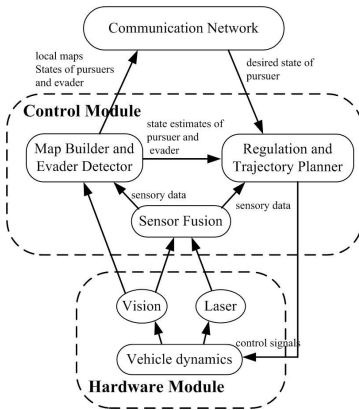 Communication Network
local maps
States of pursuers
and evader
desired state of
pursuer
Control Module
state estimates of
pursuer and
evader
Map Builder and
Evader Detector
Regulation and
Trajectory Planner
sensory data
sensory data
Sensor Fusion
Vision
Laser
control signals
Vehicle dynamics
Hardware Module